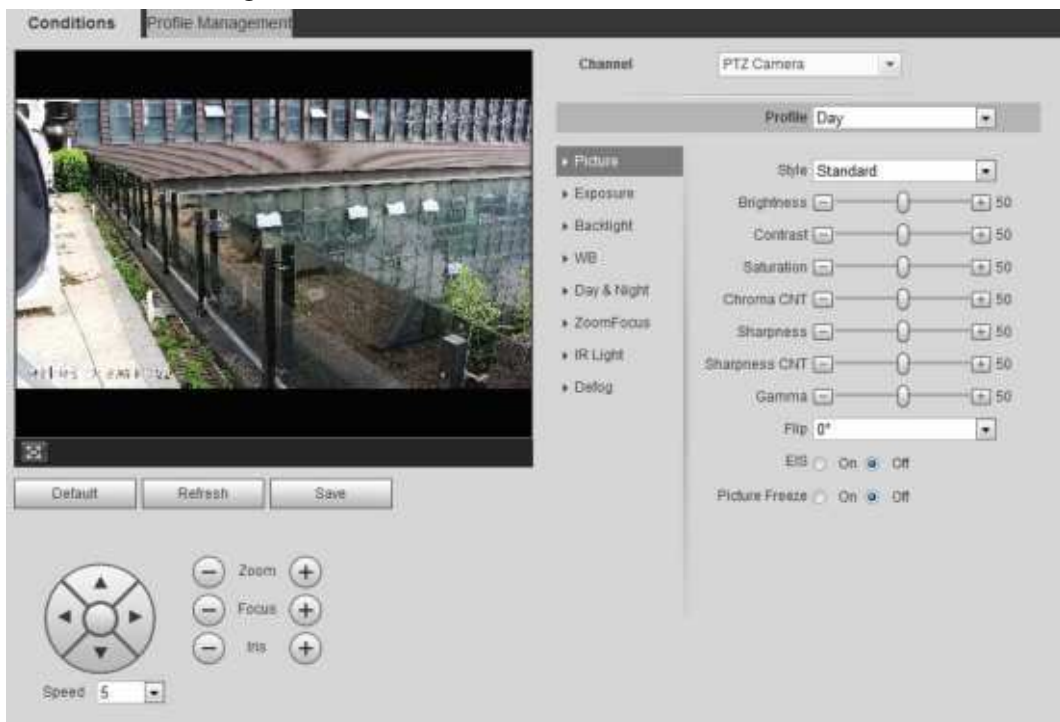 Conditions Profile Management
Channel PTZ Camera
Profile Day
Picture
Exposure
Backlight
WB
Day & Night
ZoomFocus
IR Light
Defog
Style Standard
Brightness 50
Contrast 50
Saturation 50
Chroma CNT 50
Sharpness 50
Sharpness CNT 50
Gamma 50
Flip 0°
EIS On Off
Picture Freeze On Off
Default Refresh Save
Zoom
Focus
Iris
Speed 5